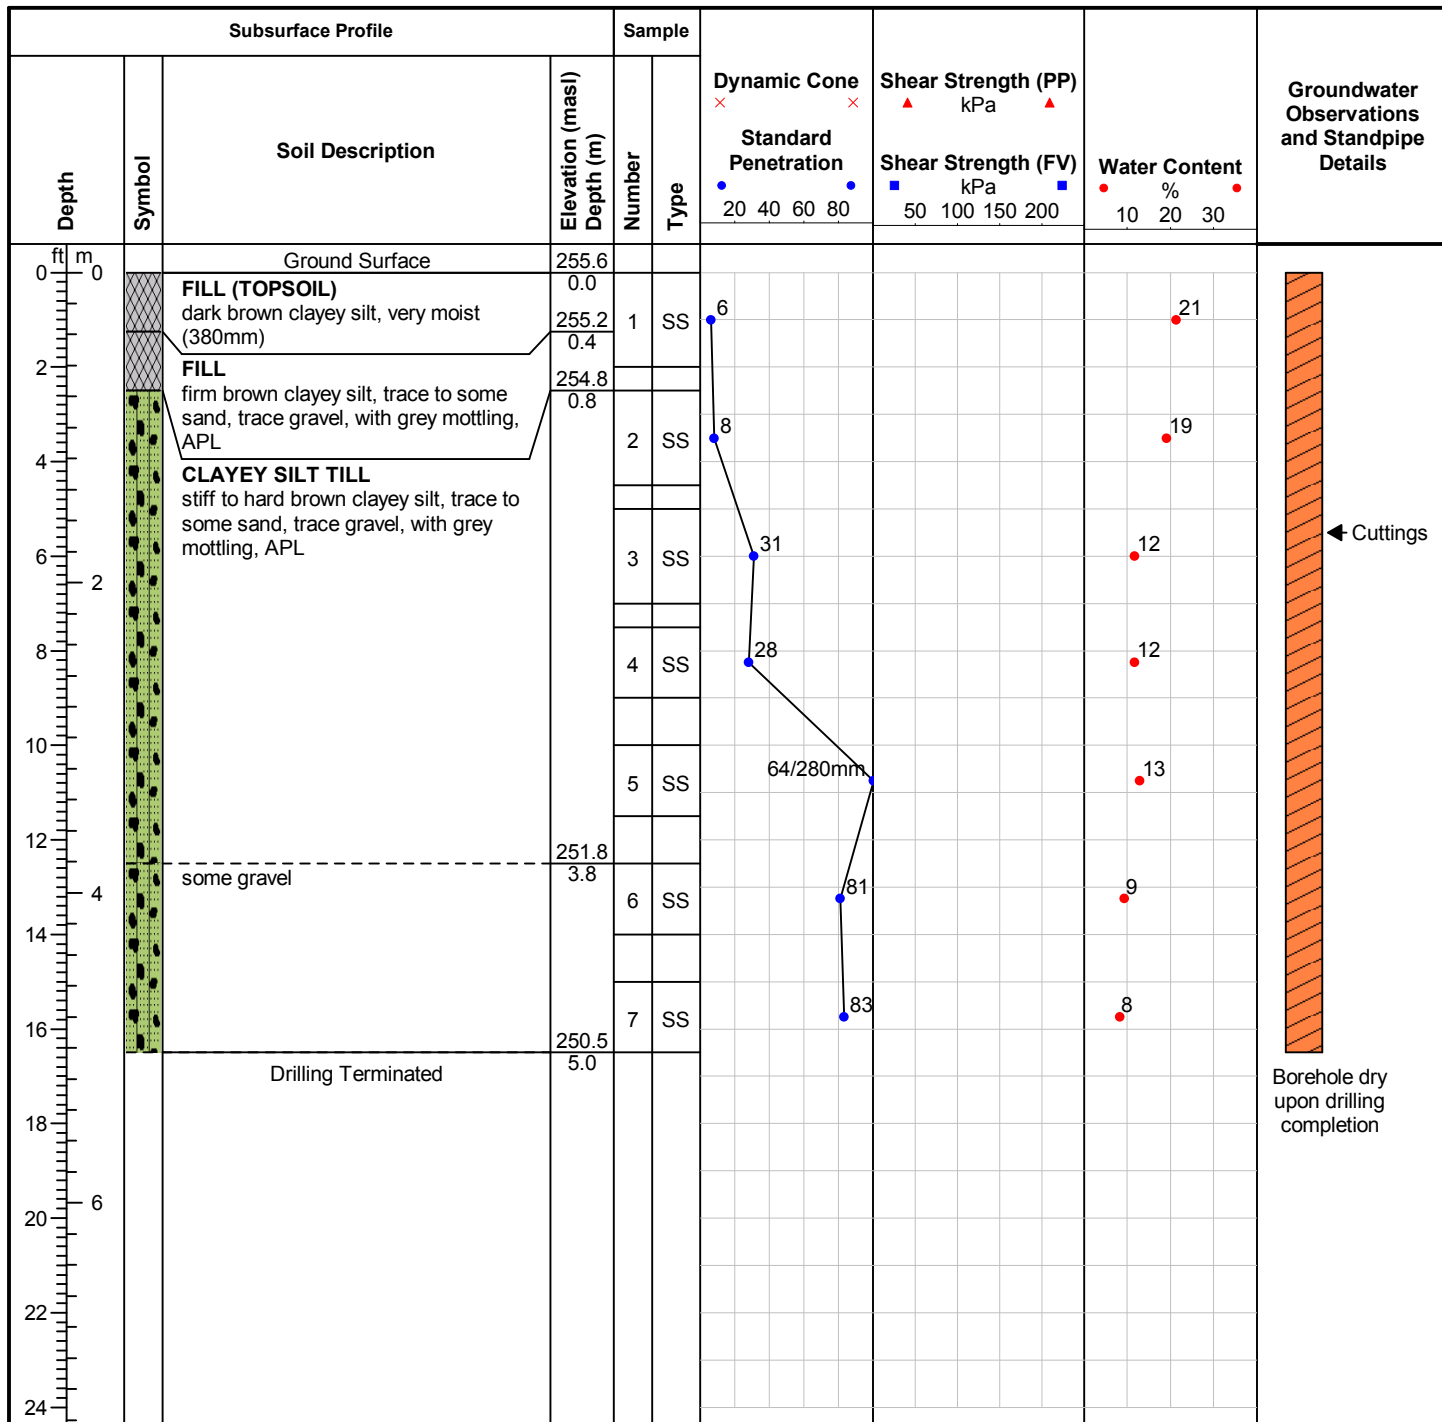 Subsurface Profile
Sample
Depth
Symbol
Soil Description
Elevation (masl)
Depth (m)
Number
Type
Dynamic Cone
Standard
Penetration
20 40 60 80
Shear Strength (PP)
kPa
Shear Strength (FV)
kPa
50 100 150 200
Water Content
%
10 20 30
Groundwater
Observations
and Standpipe
Details
ft m
Ground Surface
255.6
0 0
0.0
FILL (TOPSOIL)
dark brown clayey silt, very moist
(380mm)
255.2
0.4
1 SS
6
21
2
FILL
firm brown clayey silt, trace to some
sand, trace gravel, with grey mottling,
APL
254.8
0.8
2 SS
8
19
4
CLAYEY SILT TILL
stiff to hard brown clayey silt, trace to
some sand, trace gravel, with grey
mottling, APL
Cuttings
6
2
3 SS
31
12
8
4 SS
28
12
10
5 SS
64/280mm
13
12
251.8
3.8
some gravel
4
6 SS
81
9
14
7 SS
83
8
16
250.5
5.0
Drilling Terminated
Borehole dry
upon drilling
completion
18
6
20
22
24